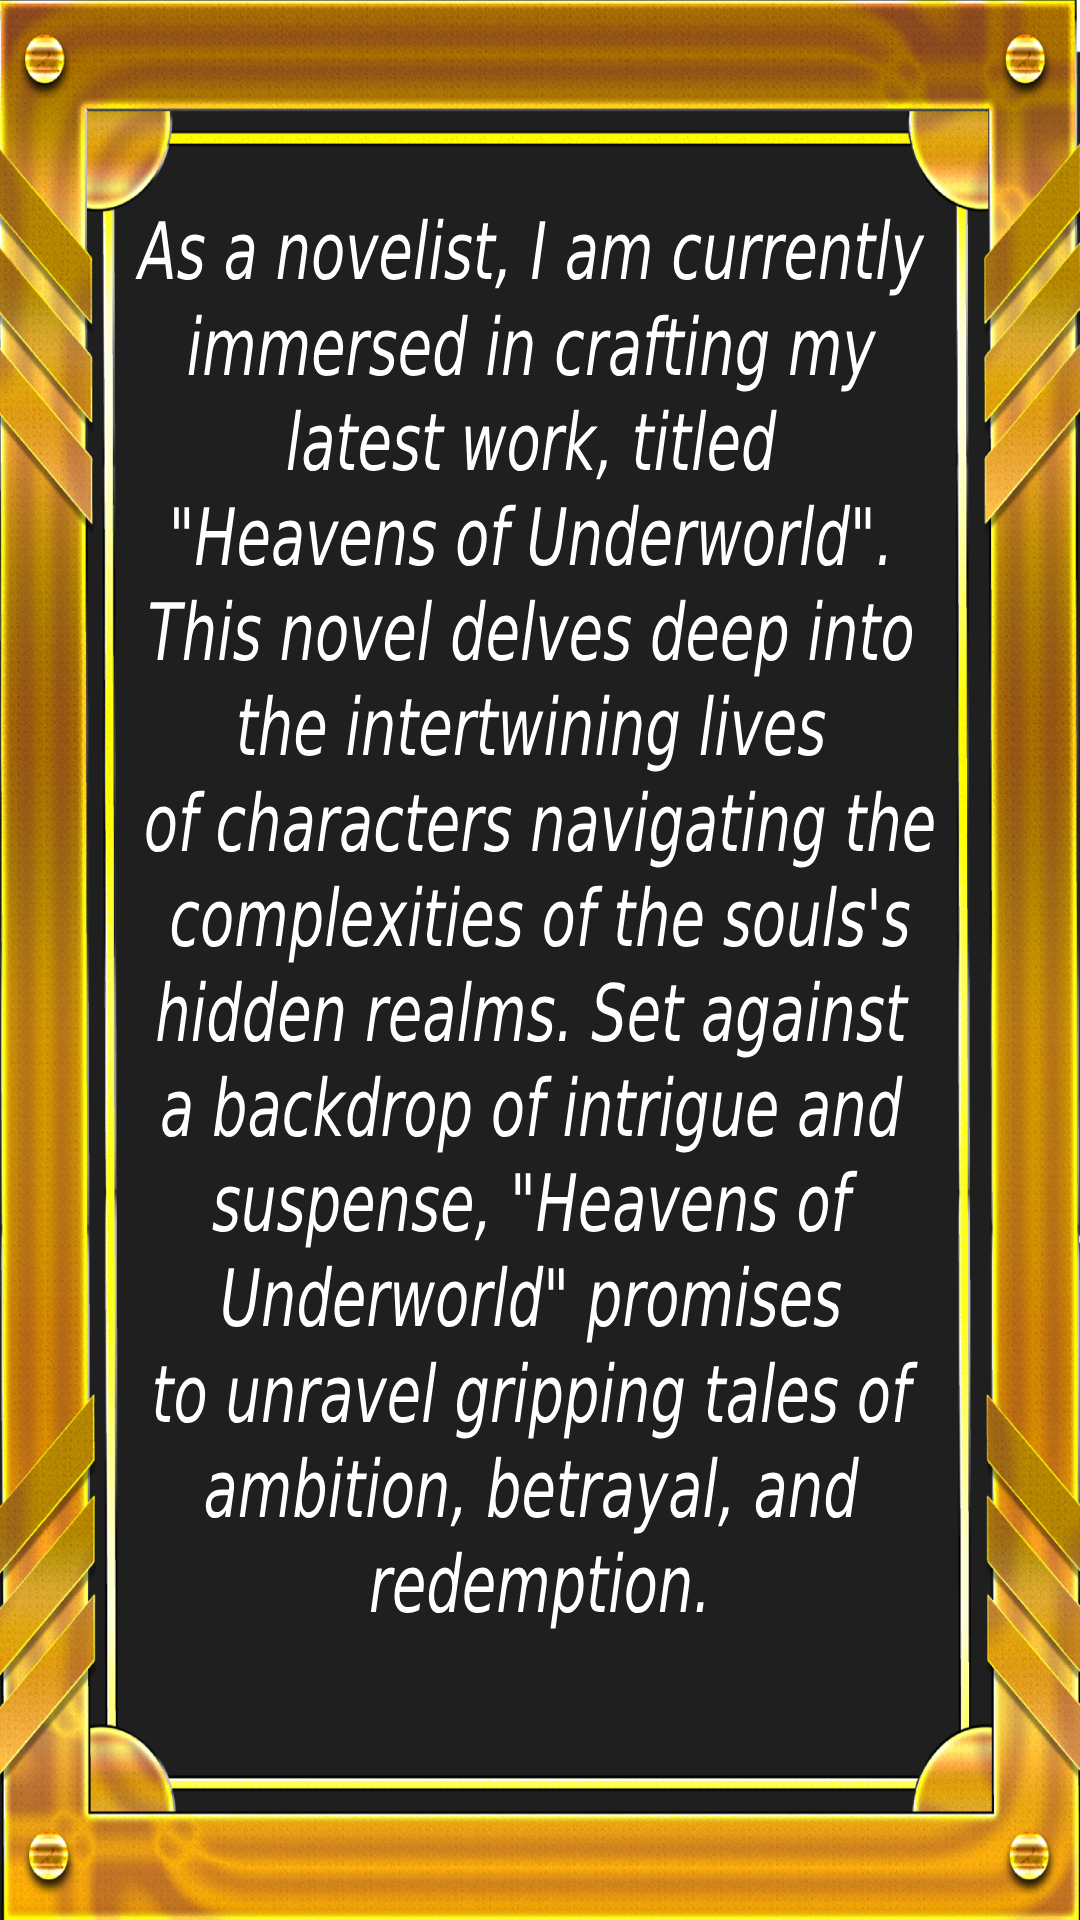 As a novelist, I am currently
immersed in crafting my
latest work, titled
"Heavens of Underworld".
This novel delves deep into
the intertwining lives
of characters navigating the
complexities of the souls's
hidden realms. Set against
a backdrop of intrigue and
suspense, "Heavens of
Underworld" promises
to unravel gripping tales of
ambition, betrayal, and
redemption.